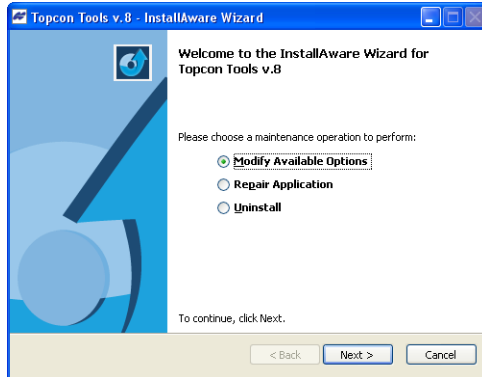 Topcon Tools v.8 - InstallAware Wizard
Welcome to the InstallAware Wizard for
Topcon Tools v.8
Please choose a maintenance operation to perform:
Modify Available Options
Repair Application
Uninstall
To continue, click Next.
< Back Next > Cancel